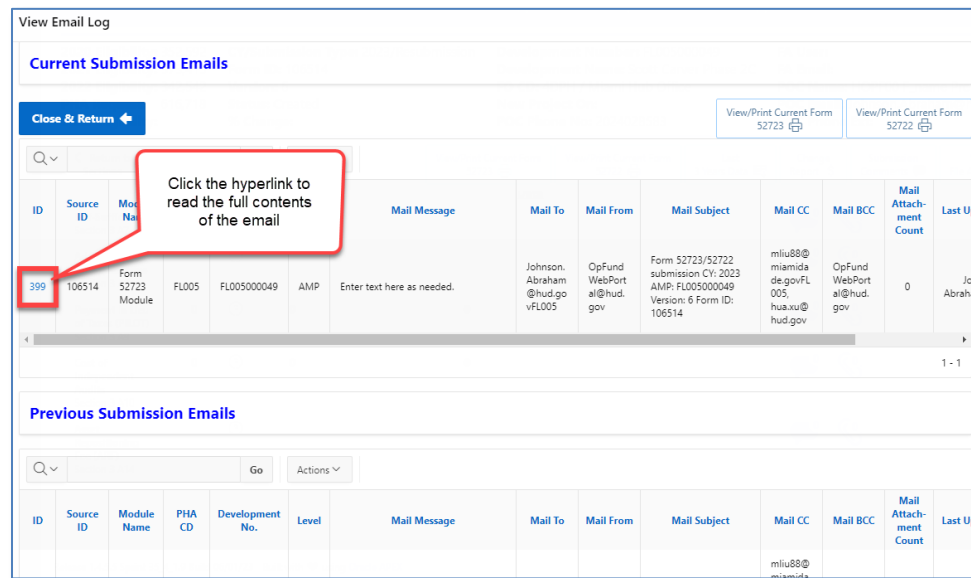 View Email Log
Current Submission Emails
Close & Return
View/Print Current Form
52723
View/Print Current Form
52722
Click the hyperlink to
read the full contents
of the email
ID
Source
ID
Mail Message
Mail To
Mail From
Mail Subject
Mail CC
Mail BCC
Mail
Attach-
ment
Count
399
106514
Form
52723
Module
FL005
FL005000049
AMP
Enter text here as needed.
Johnson.
Abraham
@hud.go
vFL005
OpFund
WebPort
al@hud.
gov
Form 52723/52722
submission CY: 2023
AMP: FL005000049
Version: 6 Form ID:
106514
mliu88@
miamida
de.govFL
005,
hua.xu@
hud.gov
OpFund
WebPort
al@hud.
gov
0
1 - 1
Previous Submission Emails
Go
Actions
ID
Source
ID
Module
Name
PHA
CD
Development
No.
Level
Mail Message
Mail To
Mail From
Mail Subject
Mail CC
Mail BCC
Mail
Attach-
ment
Count
mliu88@
miamida